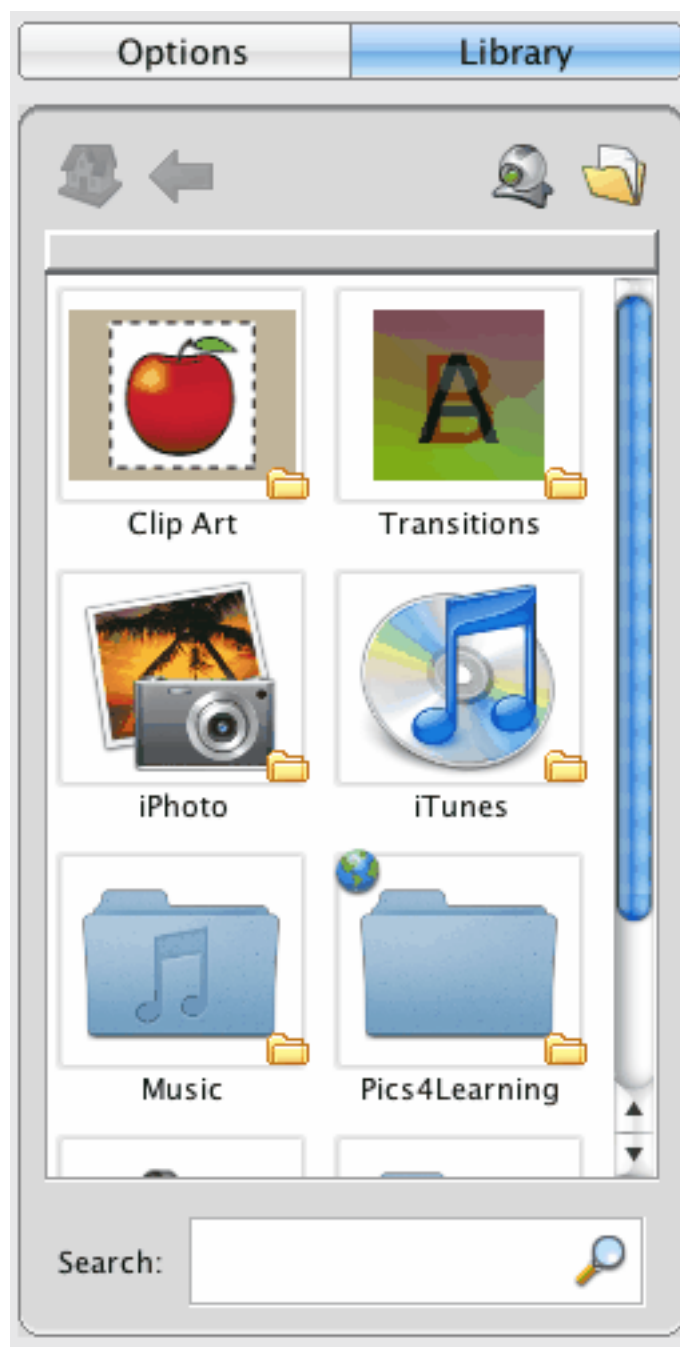 Options Library
A B
Clip Art Transitions
iPhoto iTunes
Music Pics4Learning
Search: